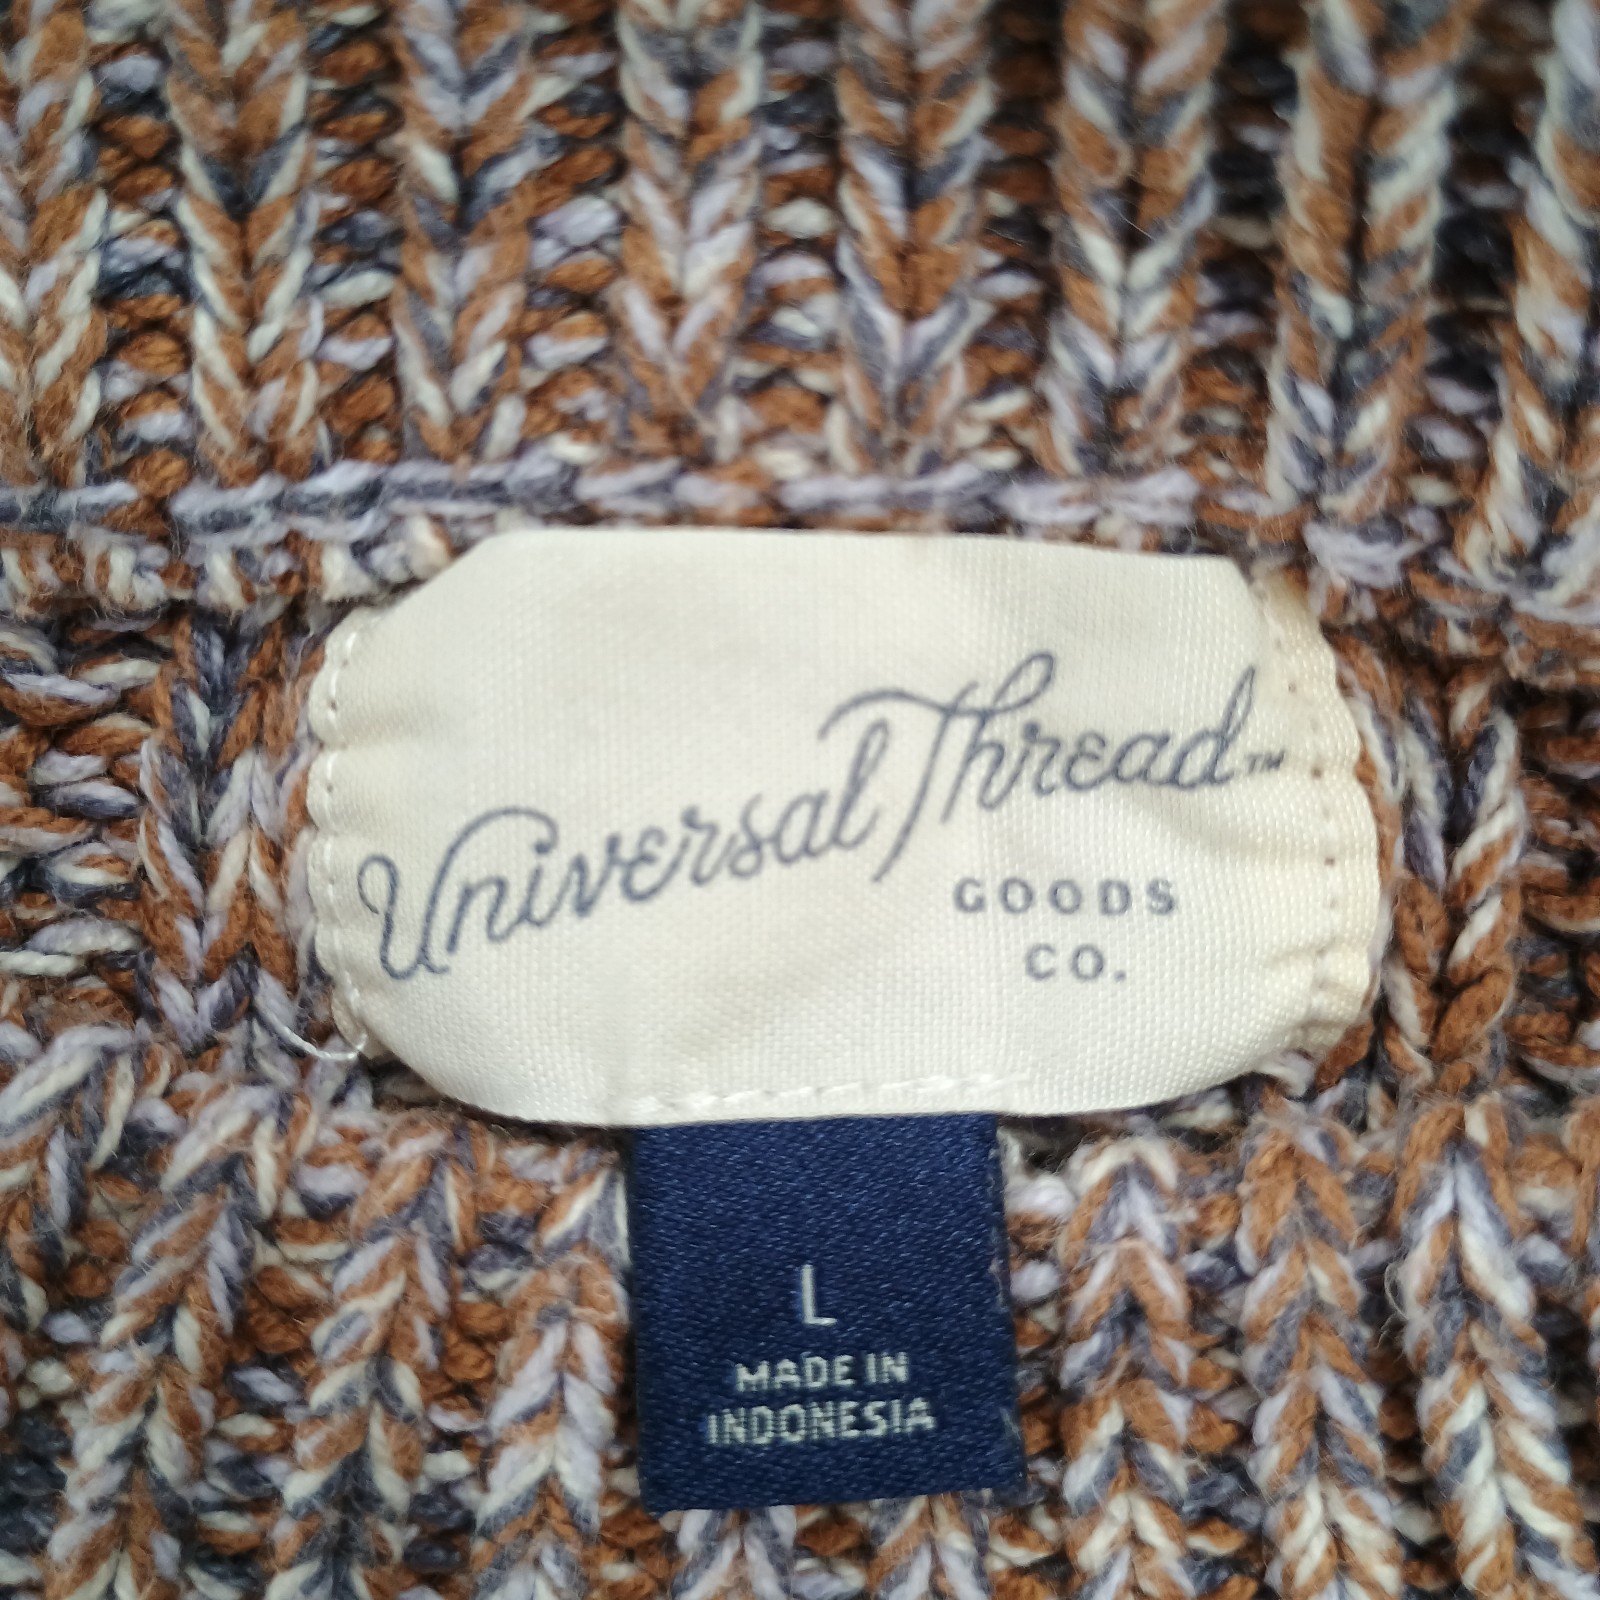 Universal Thread™
GOODS
CO.
L
MADE IN
INDONESIA